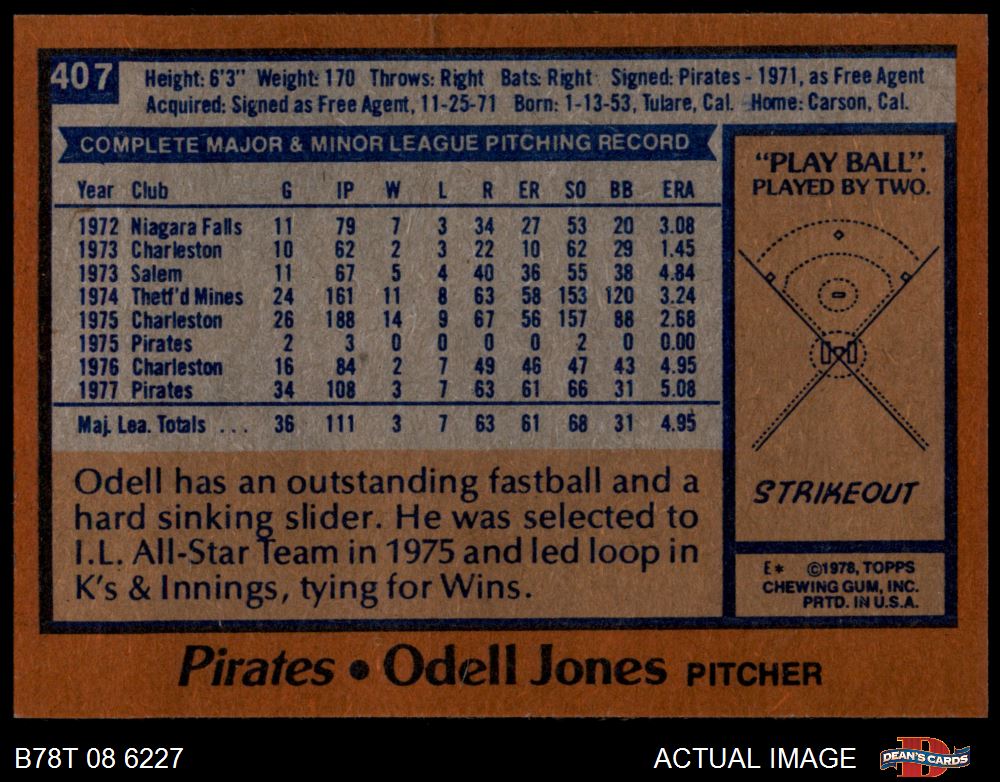 407
Height: 6'3" Weight: 170 Throws: Right Bats: Right Signed: Pirates - 1971, as Free Agent
Acquired: Signed as Free Agent, 11-25-71 Born: 1-13-53, Tulare, Cal. Home: Carson, Cal.
COMPLETE MAJOR & MINOR LEAGUE PITCHING RECORD
Year Club G IP W L R ER SO BB ERA
1972 Niagara Falls 11 79 7 3 34 27 53 20 3.08
1973 Charleston 10 62 2 3 22 10 62 29 1.45
1973 Salem 11 67 5 4 40 36 55 38 4.84
1974 Thetf'd Mines 24 161 11 8 63 58 153 120 3.24
1975 Charleston 26 188 14 9 67 56 157 88 2.68
1975 Pirates 2 3 0 0 0 0 2 0 0.00
1976 Charleston 16 84 2 7 49 46 47 43 4.95
1977 Pirates 34 108 3 7 63 61 66 31 5.08
Maj. Lea. Totals ... 36 111 3 7 63 61 68 31 4.95
Odell has an outstanding fastball and a
hard sinking slider. He was selected to
I.L. All-Star Team in 1975 and led loop in
K's & Innings, tying for Wins.
"PLAY BALL".
PLAYED BY TWO.
STRIKEOUT
E* ©1978, TOPPS
CHEWING GUM, INC.
PRTD. IN U.S.A.
Pirates • Odell Jones PITCHER
B78T 08 6227
ACTUAL IMAGE
DEAN'S CARDS